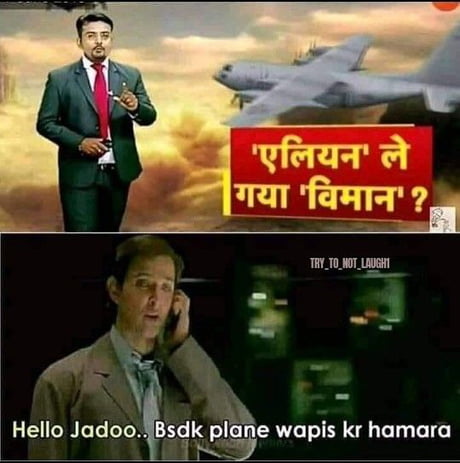 'एलियन' ले
गया 'विमान' ?
TRY_TO_NOT_LAUGH1
Hello Jadoo.. Bsdk plane wapis kr hamara